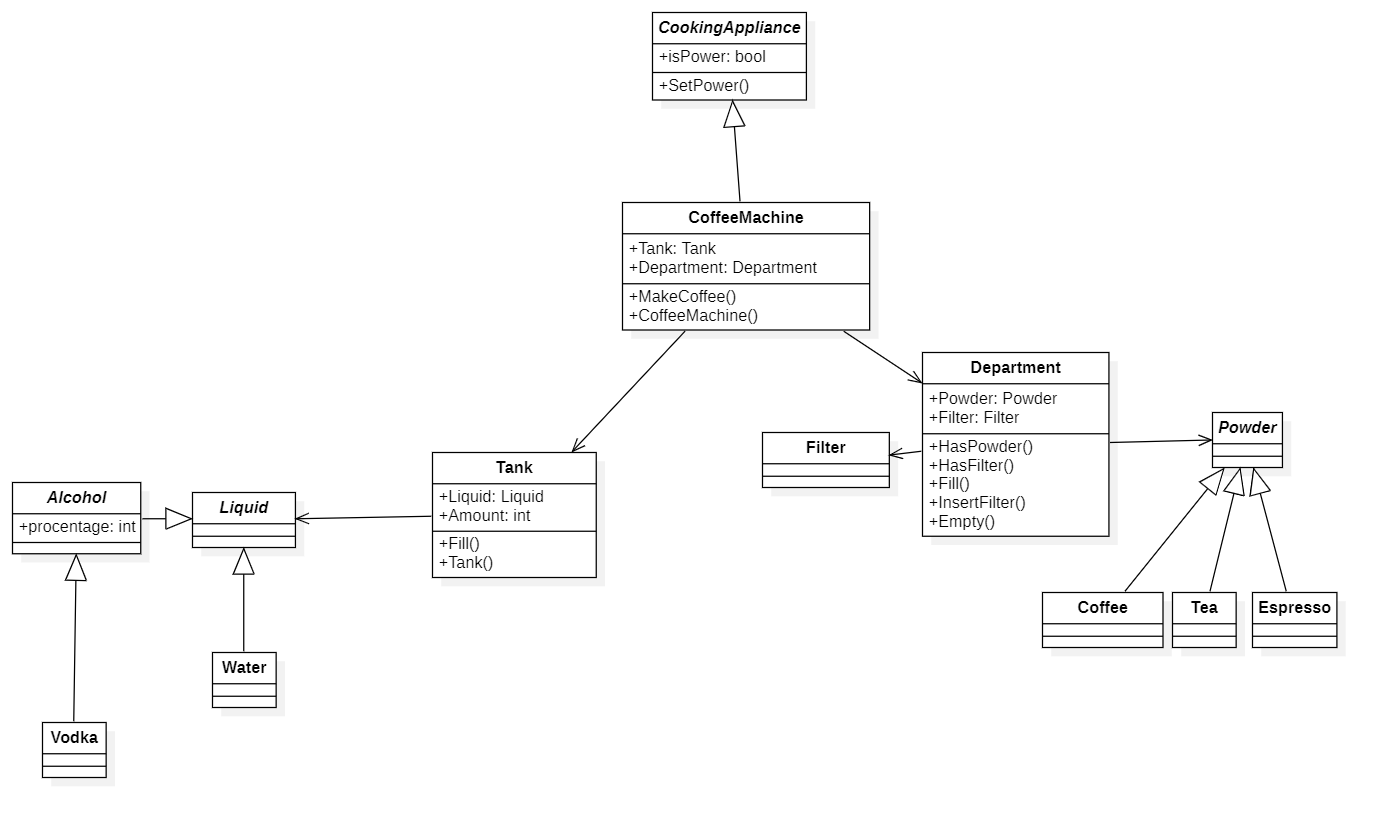 CookingAppliance
+isPower: bool
+SetPower()
CoffeeMachine
+Tank: Tank
+Department: Department
+MakeCoffee()
+CoffeeMachine()
Department
+Powder: Powder
+Filter: Filter
+HasPowder()
+HasFilter()
+Fill()
+InsertFilter()
+Empty()
Filter
Powder
Tank
+Liquid: Liquid
+Amount: int
+Fill()
+Tank()
Alcohol
+procentage: int
Liquid
Coffee
Tea
Espresso
Water
Vodka